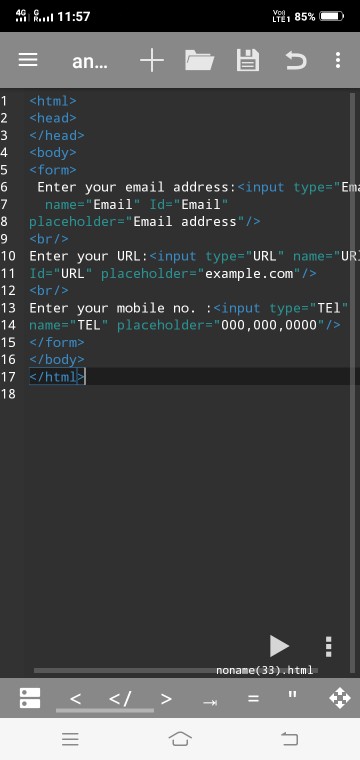 4G G 11:57 Vo)) LTE1 85%
an...
1 <html>
2 <head>
3 </head>
4 <body>
5 <form>
6 Enter your email address:<input type="Ema
7 name="Email" Id="Email"
8 placeholder="Email address"/>
9 <br/>
10 Enter your URL:<input type="URL" name="UR
11 Id="URL" placeholder="example.com"/>
12 <br/>
13 Enter your mobile no. :<input type="TEl"
14 name="TEL" placeholder="000,000,0000"/>
15 </form>
16 </body>
17 </html>
18
noname(33).html
< </ > = "